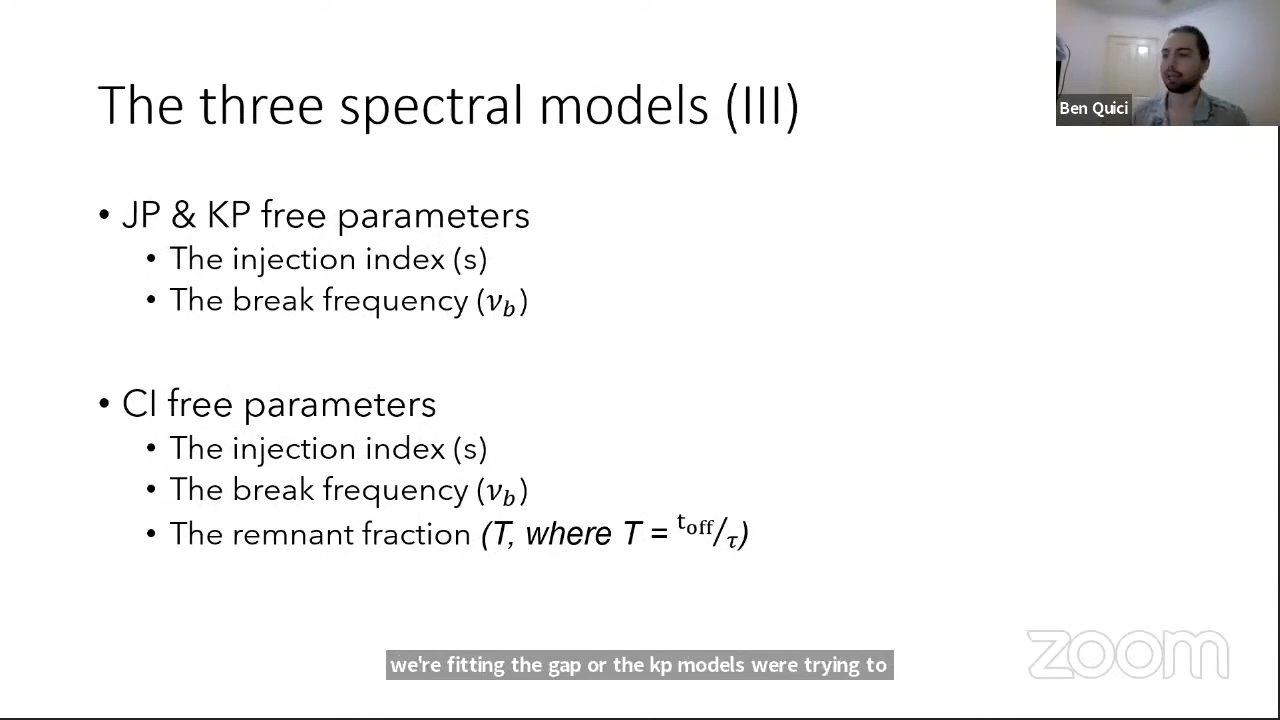 The three spectral models (III)
Ben Quici
• JP & KP free parameters
• The injection index (s)
• The break frequency (𝜈𝑏)
• CI free parameters
• The injection index (s)
• The break frequency (𝜈𝑏)
• The remnant fraction (T, where T = toff/𝜏)
zoom
we're fitting the gap or the kp models were trying to